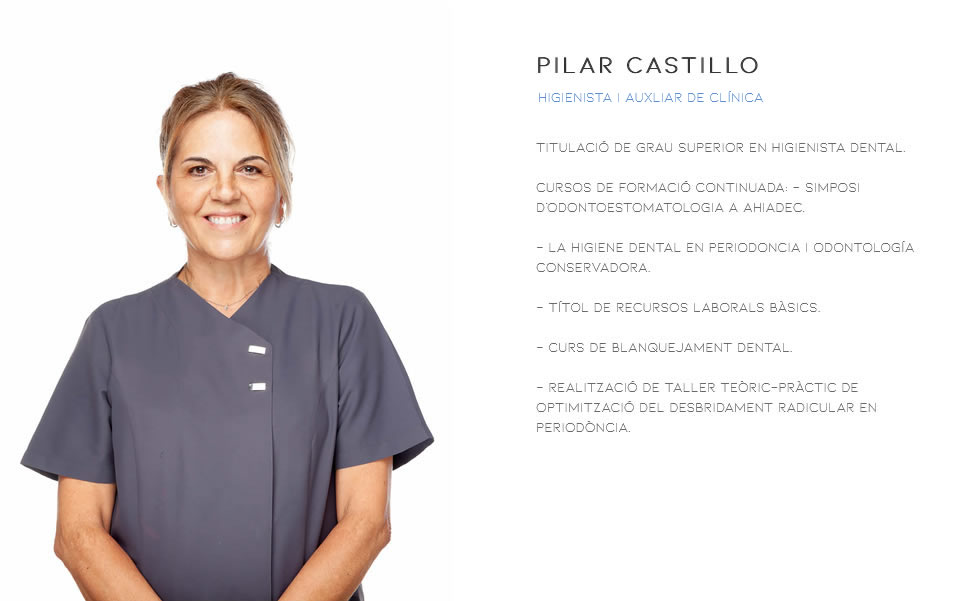 PILAR CASTILLO
HIGIENISTA I AUXLIAR DE CLÍNICA
TITULACIÓ DE GRAU SUPERIOR EN HIGIENISTA DENTAL.
CURSOS DE FORMACIÓ CONTINUADA: - SIMPOSI
D'ODONTOESTOMATOLOGIA A AHIADEC.
- LA HIGIENE DENTAL EN PERIODONCIA I ODONTOLOGÍA
CONSERVADORA.
- TÍTOL DE RECURSOS LABORALS BÀSICS.
- CURS DE BLANQUEJAMENT DENTAL.
- REALITZACIÓ DE TALLER TEÒRIC-PRÀCTIC DE
OPTIMITZACIÓ DEL DESBRIDAMENT RADICULAR EN
PERIODÒNCIA.